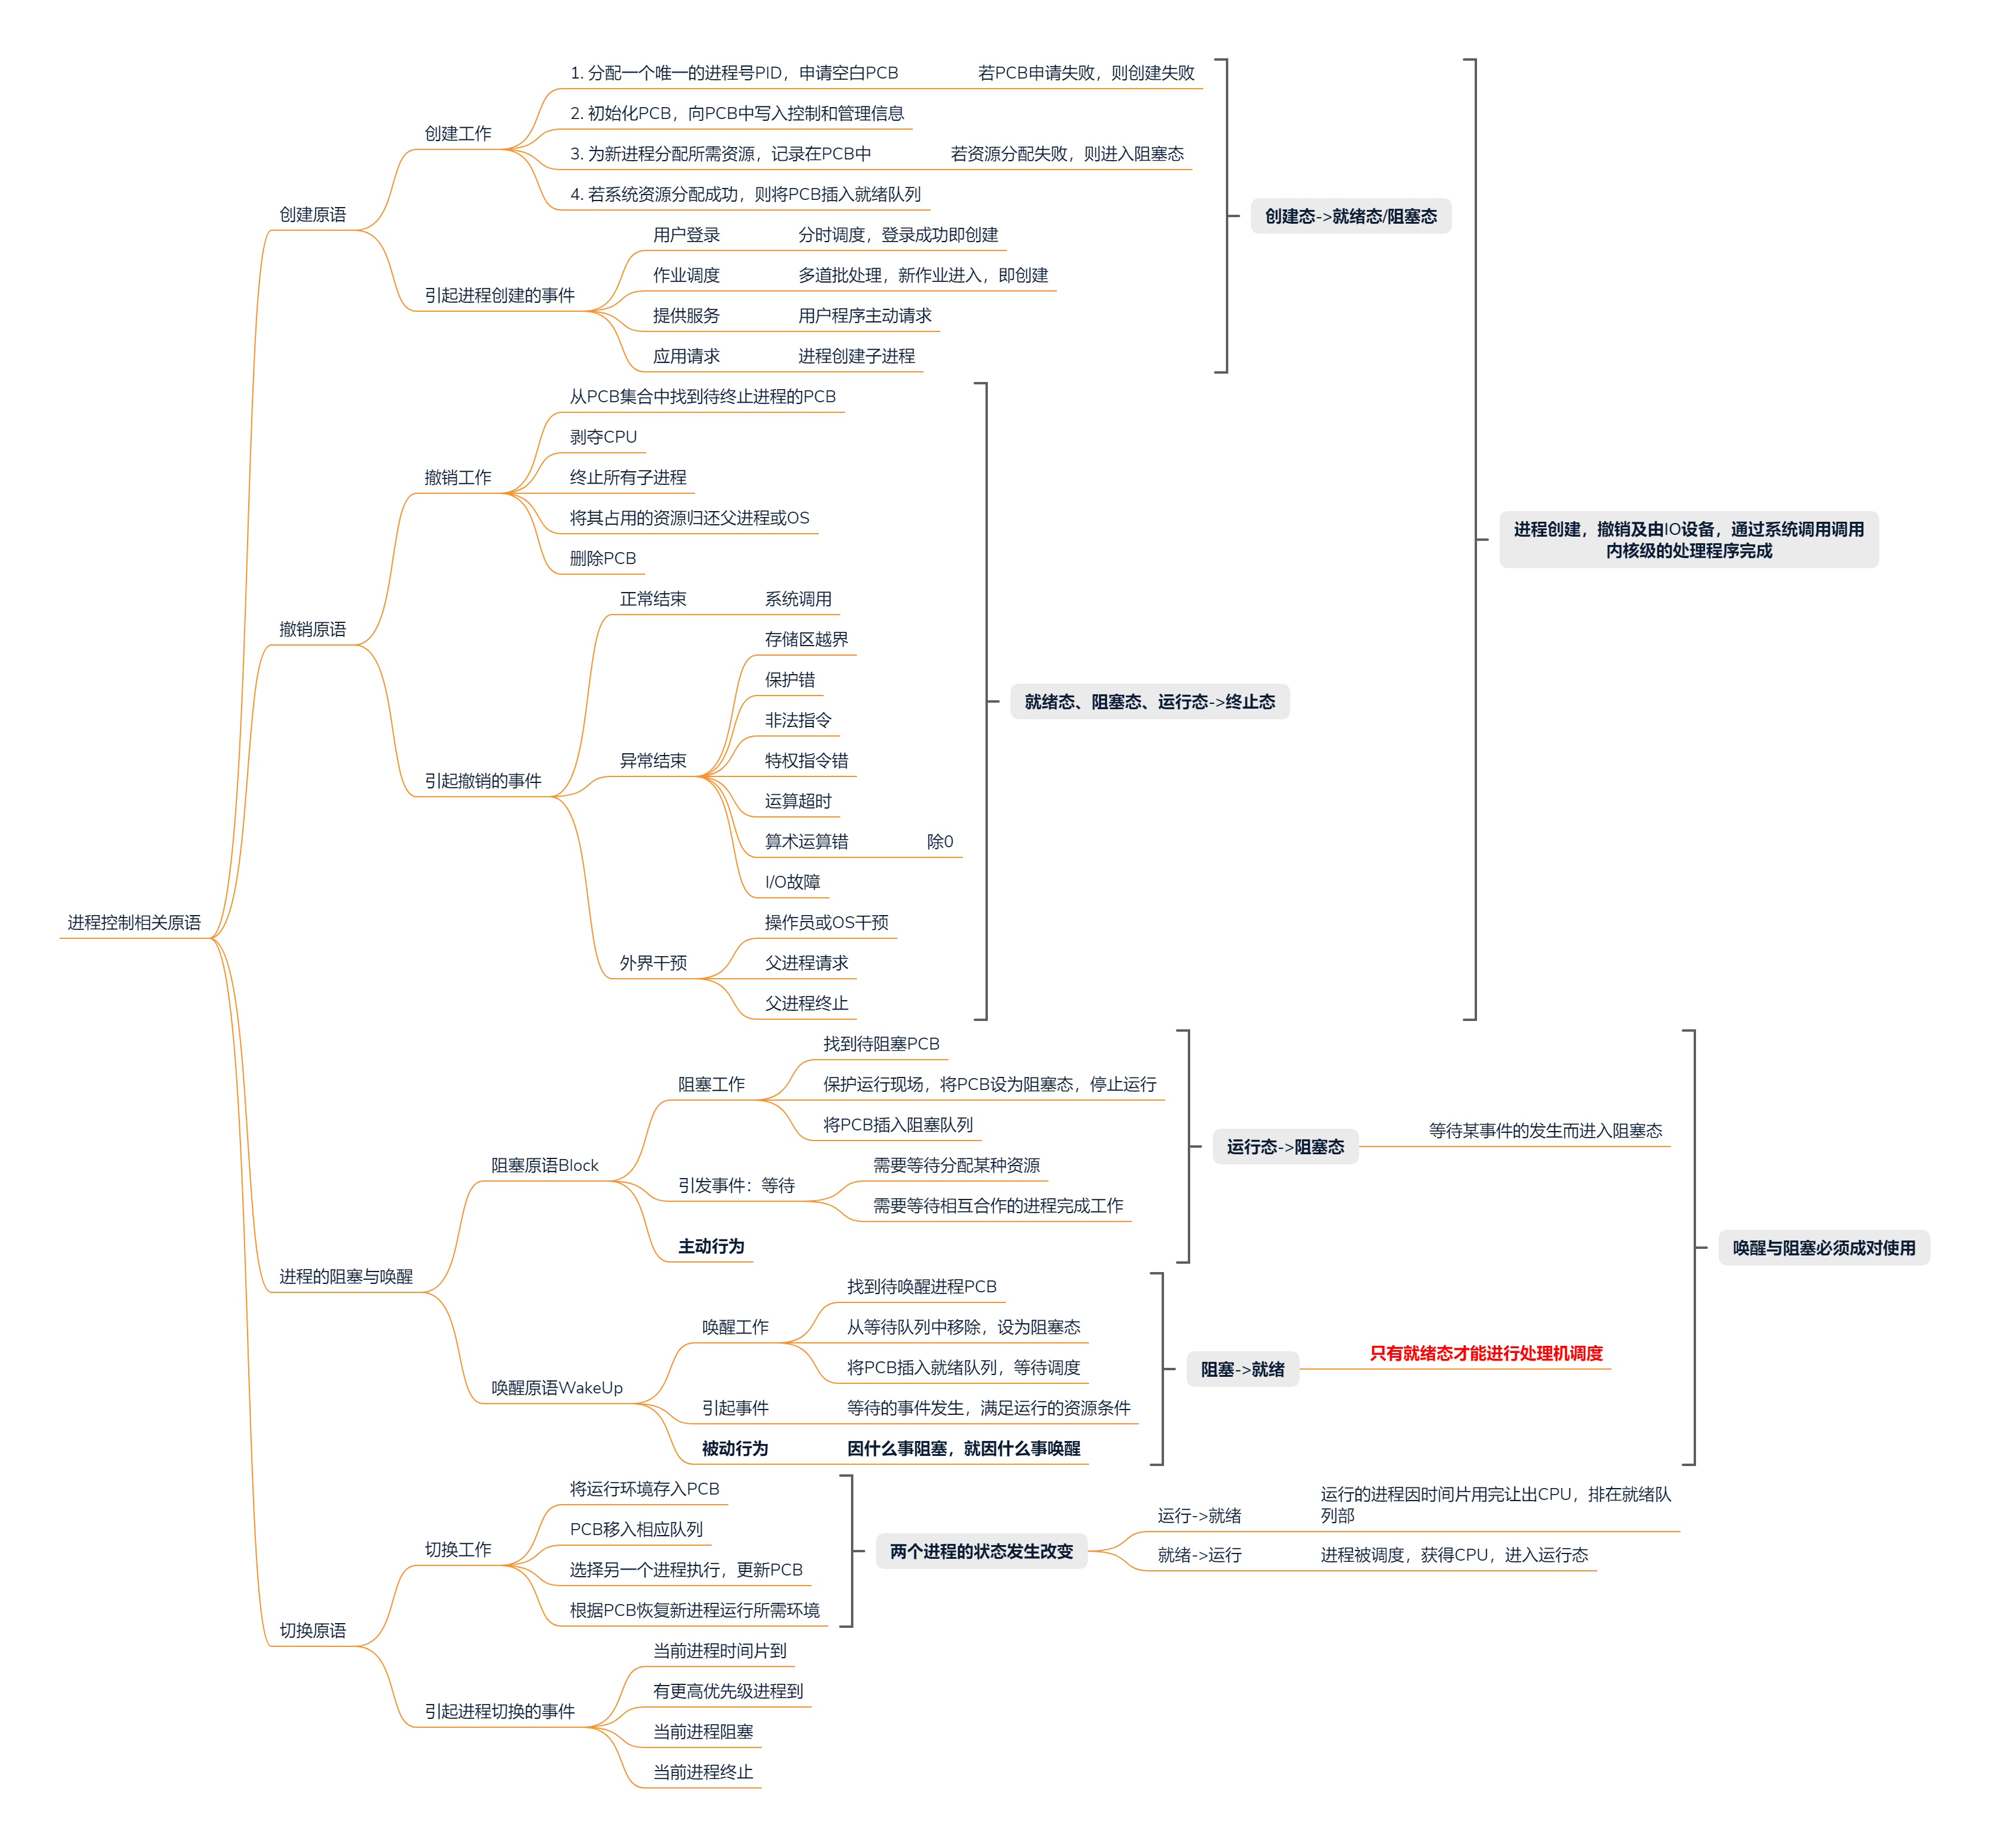 进程控制相关原语
创建原语
创建工作
1. 分配一个唯一的进程号PID，申请空白PCB
若PCB申请失败，则创建失败
2. 初始化PCB，向PCB中写入控制和管理信息
3. 为新进程分配所需资源，记录在PCB中
若资源分配失败，则进入阻塞态
4. 若系统资源分配成功，则将PCB插入就绪队列
引起进程创建的事件
用户登录
分时调度，登录成功即创建
作业调度
多道批处理，新作业进入，即创建
提供服务
用户程序主动请求
应用请求
进程创建子进程
创建态->就绪态/阻塞态
撤销原语
撤销工作
从PCB集合中找到待终止进程的PCB
剥夺CPU
终止所有子进程
将其占用的资源归还父进程或OS
删除PCB
引起撤销的事件
正常结束
系统调用
异常结束
存储区越界
保护错
非法指令
特权指令错
运算超时
算术运算错
除0
I/O故障
外界干预
操作员或OS干预
父进程请求
父进程终止
就绪态、阻塞态、运行态->终止态
进程创建，撤销及由IO设备，通过系统调用调用
内核级的处理程序完成
进程的阻塞与唤醒
阻塞原语Block
阻塞工作
找到待阻塞PCB
保护运行现场，将PCB设为阻塞态，停止运行
将PCB插入阻塞队列
引发事件：等待
需要等待分配某种资源
需要等待相互合作的进程完成工作
主动行为
运行态->阻塞态
等待某事件的发生而进入阻塞态
唤醒原语WakeUp
唤醒工作
找到待唤醒进程PCB
从等待队列中移除，设为阻塞态
将PCB插入就绪队列，等待调度
引起事件
等待的事件发生，满足运行的资源条件
被动行为
因什么事阻塞，就因什么事唤醒
阻塞->就绪
只有就绪态才能进行处理机调度
唤醒与阻塞必须成对使用
切换原语
切换工作
将运行环境存入PCB
PCB移入相应队列
选择另一个进程执行，更新PCB
根据PCB恢复新进程运行所需环境
两个进程的状态发生改变
运行->就绪
运行的进程因时间片用完让出CPU，排在就绪队
列部
就绪->运行
进程被调度，获得CPU，进入运行态
引起进程切换的事件
当前进程时间片到
有更高优先级进程到
当前进程阻塞
当前进程终止